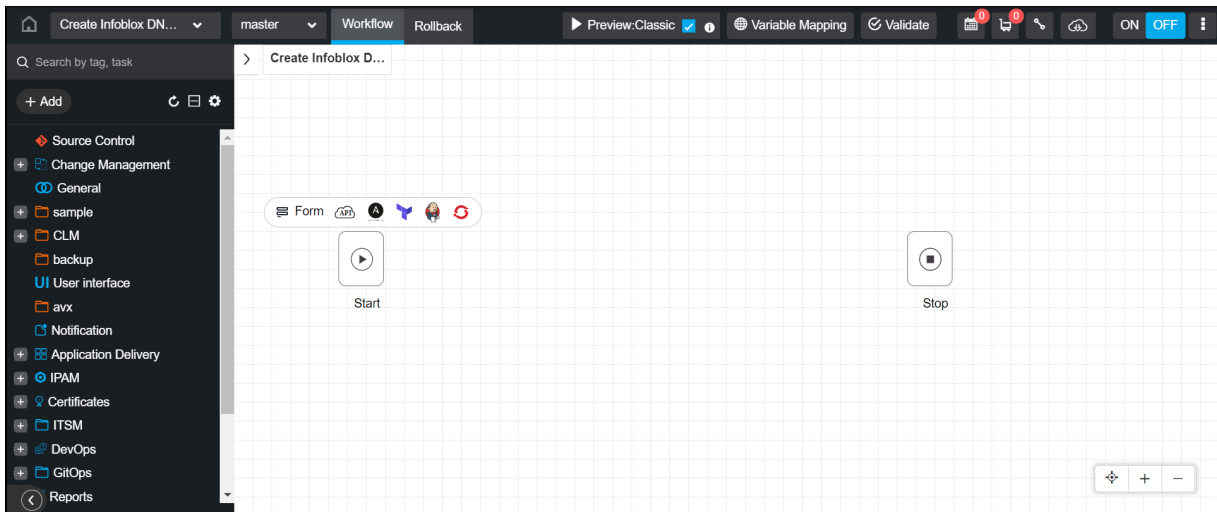 Create Infoblox DN...
master
Workflow
Rollback
Preview:Classic
Variable Mapping
Validate
0
0
ON
OFF
Search by tag, task
Create Infoblox D...
+ Add
Source Control
Change Management
General
sample
CLM
backup
UI User interface
avx
Notification
Application Delivery
IPAM
Certificates
ITSM
DevOps
GitOps
Reports
Form
API
A
Start
Stop